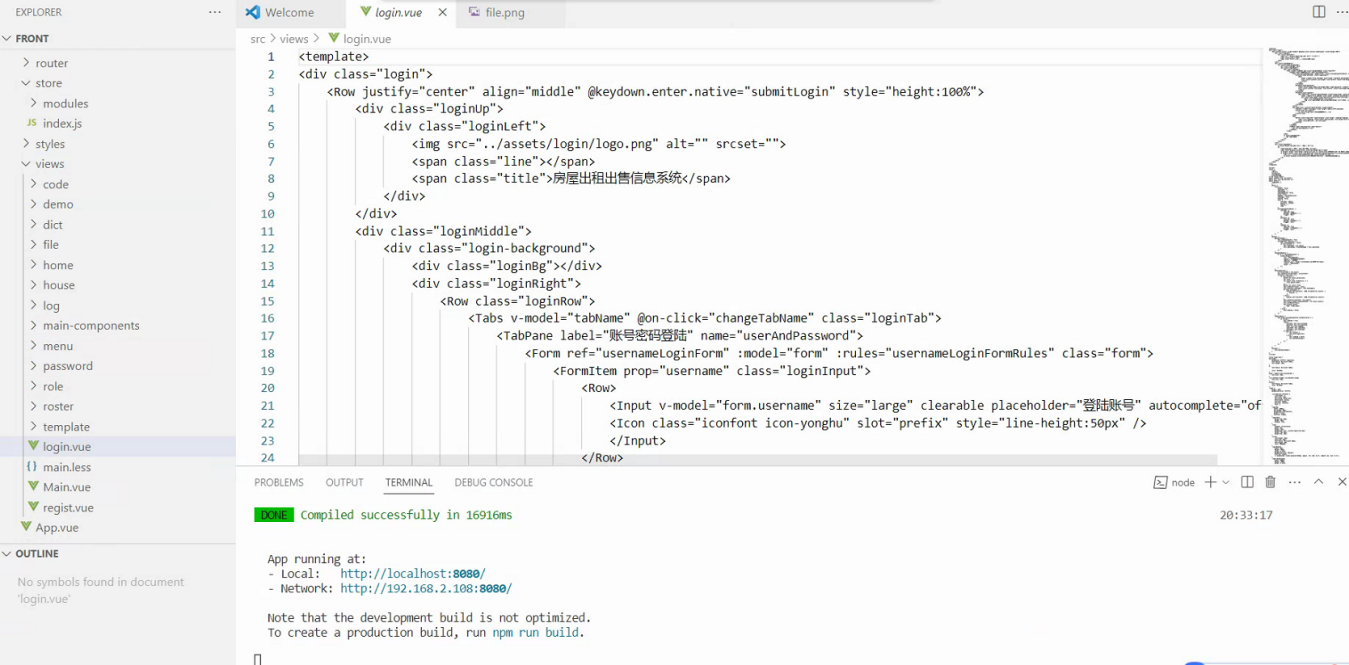 EXPLORER ...
FRONT
router
store
modules
JS index.js
styles
views
code
demo
dict
file
home
house
log
main-components
menu
password
role
roster
template
login.vue
{} main.less
Main.vue
regist.vue
App.vue
OUTLINE
No symbols found in document
'login.vue'
Welcome login.vue file.png
src > views > login.vue
1 <template>
2 <div class="login">
3 <Row justify="center" align="middle" @keydown.enter.native="submitLogin" style="height:100%">
4 <div class="loginUp">
5 <div class="loginLeft">
6 <img src="../assets/login/logo.png" alt="" srcset="">
7 <span class="line"></span>
8 <span class="title">房屋出租出售信息系统</span>
9 </div>
10 </div>
11 <div class="loginMiddle">
12 <div class="login-background">
13 <div class="loginBg"></div>
14 <div class="loginRight">
15 <Row class="loginRow">
16 <Tabs v-model="tabName" @on-click="changeTabName" class="loginTab">
17 <TabPane label="账号密码登陆" name="userAndPassword">
18 <Form ref="usernameLoginForm" :model="form" :rules="usernameLoginFormRules" class="form">
19 <FormItem prop="username" class="loginInput">
20 <Row>
21 <Input v-model="form.username" size="large" clearable placeholder="登陆账号" autocomplete="of
22 <Icon class="iconfont icon-yonghu" slot="prefix" style="line-height:50px" />
23 </Input>
24 </Row>
PROBLEMS OUTPUT TERMINAL DEBUG CONSOLE node
DONE Compiled successfully in 16916ms 20:33:17
App running at:
- Local: http://localhost:8080/
- Network: http://192.168.2.108:8080/
Note that the development build is not optimized.
To create a production build, run npm run build.